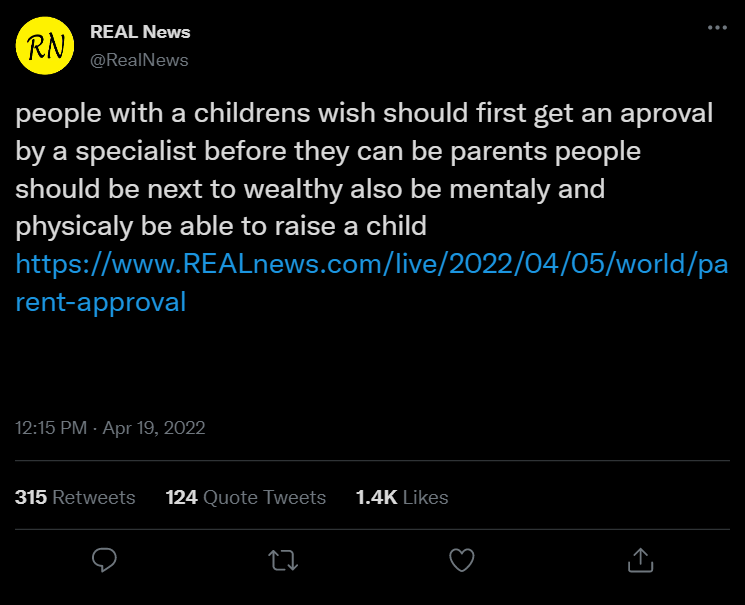 RN
REAL News
@RealNews
people with a childrens wish should first get an aproval
by a specialist before they can be parents people
should be next to wealthy also be mentaly and
physicaly be able to raise a child
https://www.REALnews.com/live/2022/04/05/world/pa
rent-approval
12:15 PM · Apr 19, 2022
315 Retweets 124 Quote Tweets 1.4K Likes